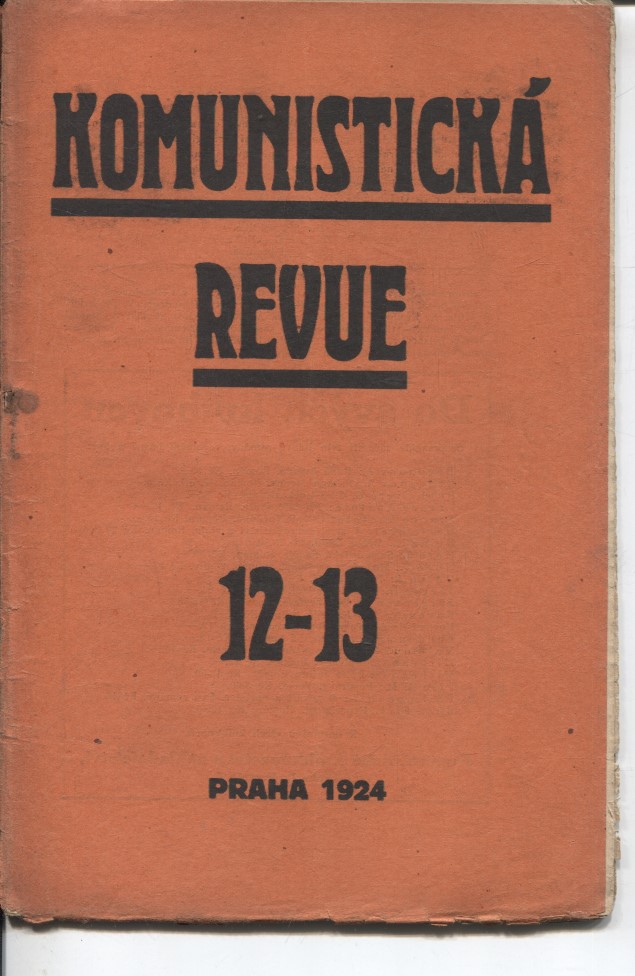 KOMUNISTICKÁ
REVUE
12-13
PRAHA 1924